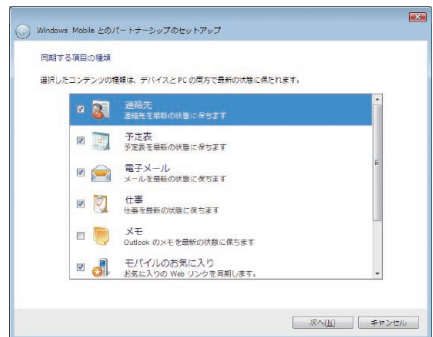 Windows Mobile とのパートナーシップのセットアップ
同期する項目の種類
選択したコンテンツの種類は、デバイスと PC の両方で最新の状態に保たれます。
連絡先
連絡先を最新の状態に保ちます
予定表
予定表を最新の状態に保ちます
電子メール
メールを最新の状態に保ちます
仕事
仕事を最新の状態に保ちます
メモ
Outlook のメモを最新の状態に保ちます
モバイルのお気に入り
お気に入りの Web リンクを同期します。
次へ(N)
キャンセル